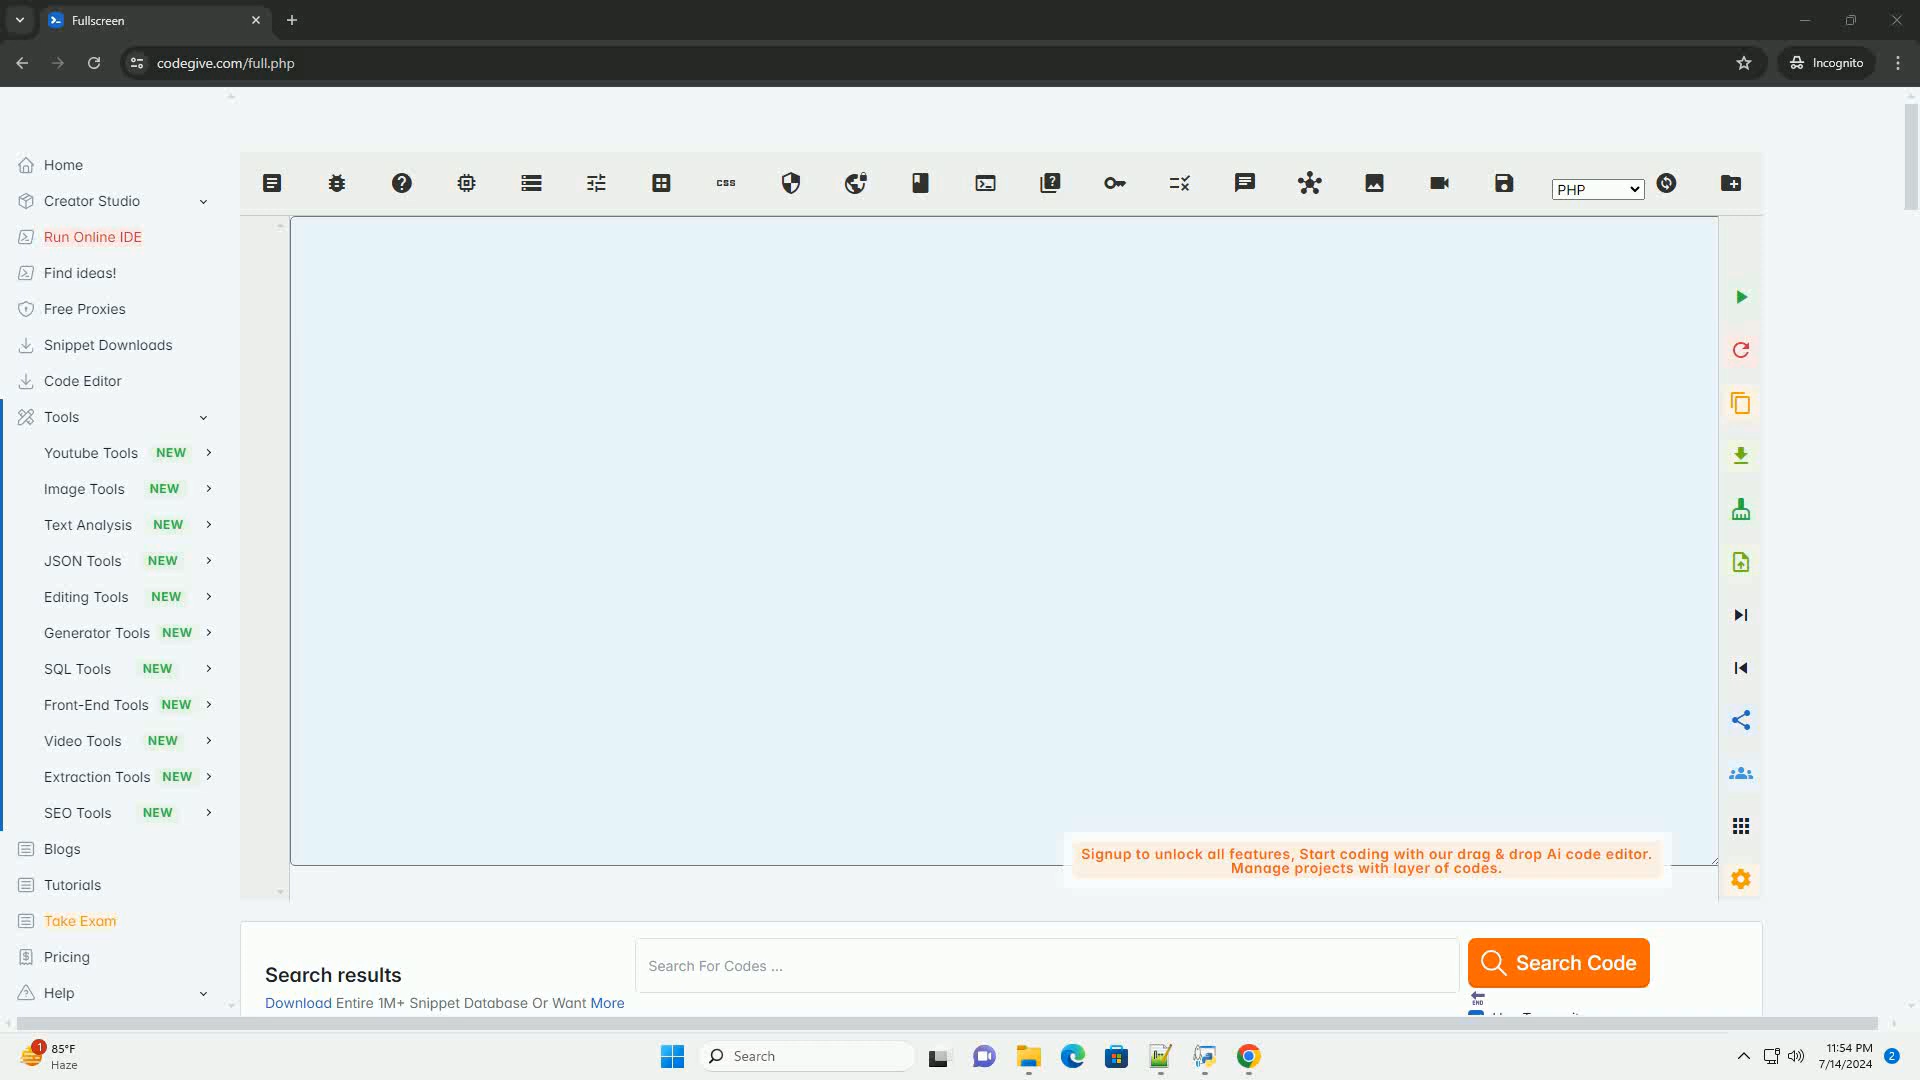 Fullscreen
codegive.com/full.php
Incognito
Home
Creator Studio
Run Online IDE
Find ideas!
Free Proxies
Snippet Downloads
Code Editor
Tools
Youtube Tools NEW
Image Tools NEW
Text Analysis NEW
JSON Tools NEW
Editing Tools NEW
Generator Tools NEW
SQL Tools NEW
Front-End Tools NEW
Video Tools NEW
Extraction Tools NEW
SEO Tools NEW
Blogs
Tutorials
Take Exam
Pricing
Help
css
PHP
Signup to unlock all features, Start coding with our drag & drop Ai code editor.
Manage projects with layer of codes.
Search results
Download Entire 1M+ Snippet Database Or Want More
Search For Codes ...
Search Code
END
1
85°F
Haze
Search
11:54 PM
7/14/2024
2